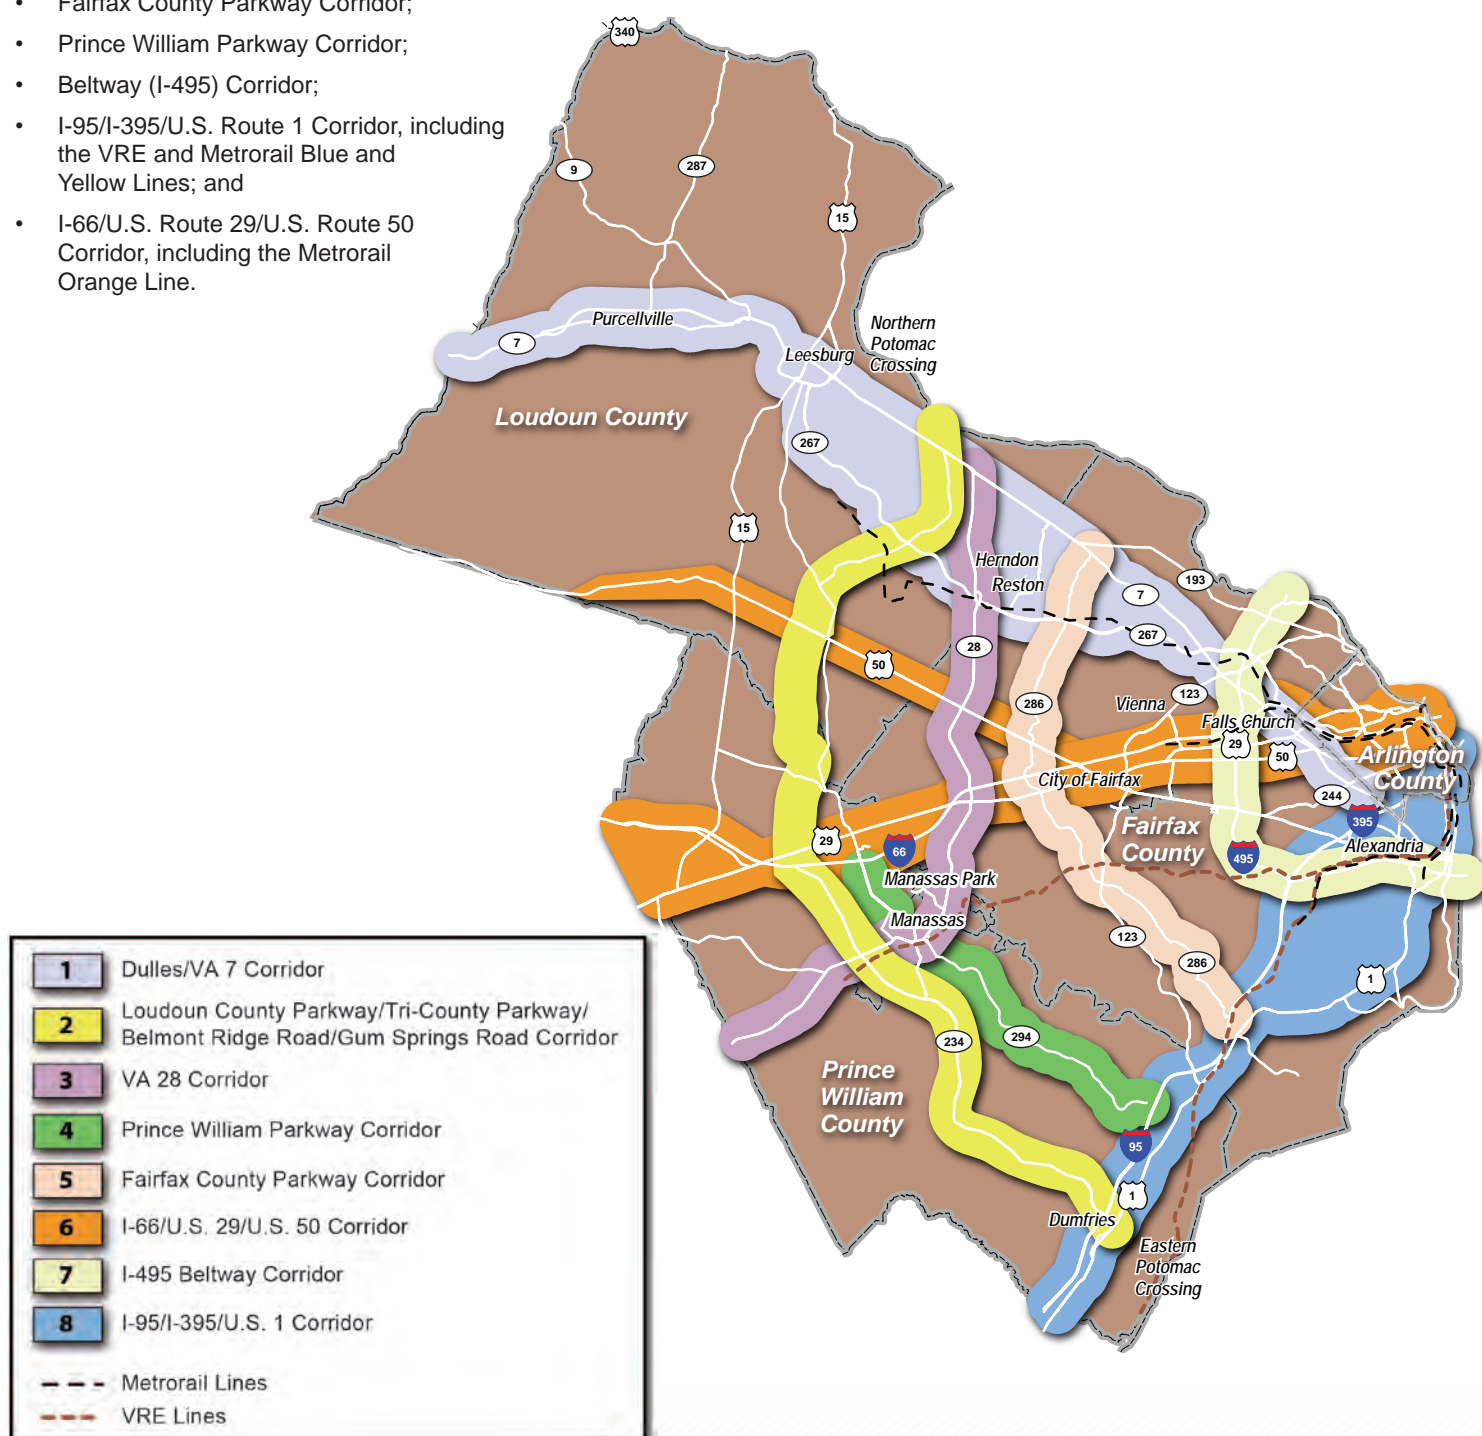 Fairfax County Parkway Corridor;
• Prince William Parkway Corridor;
• Beltway (I-495) Corridor;
• I-95/I-395/U.S. Route 1 Corridor, including
the VRE and Metrorail Blue and
Yellow Lines; and
• I-66/U.S. Route 29/U.S. Route 50
Corridor, including the Metrorail
Orange Line.
340
9
287
15
Northern
Potomac
Crossing
Purcellville
7
Leesburg
Loudoun County
267
15
Herndon
Reston
193
7
267
28
50
286
Vienna
123
Falls Church
29
50
Arlington
County
City of Fairfax
244
395
Fairfax
County
29
66
495
Alexandria
Manassas Park
Manassas
123
286
1
294
234
Prince
William
County
95
1
Dumfries
Eastern
Potomac
Crossing
1 Dulles/VA 7 Corridor
2 Loudoun County Parkway/Tri-County Parkway/
Belmont Ridge Road/Gum Springs Road Corridor
3 VA 28 Corridor
4 Prince William Parkway Corridor
5 Fairfax County Parkway Corridor
6 I-66/U.S. 29/U.S. 50 Corridor
7 I-495 Beltway Corridor
8 I-95/I-395/U.S. 1 Corridor
Metrorail Lines
VRE Lines